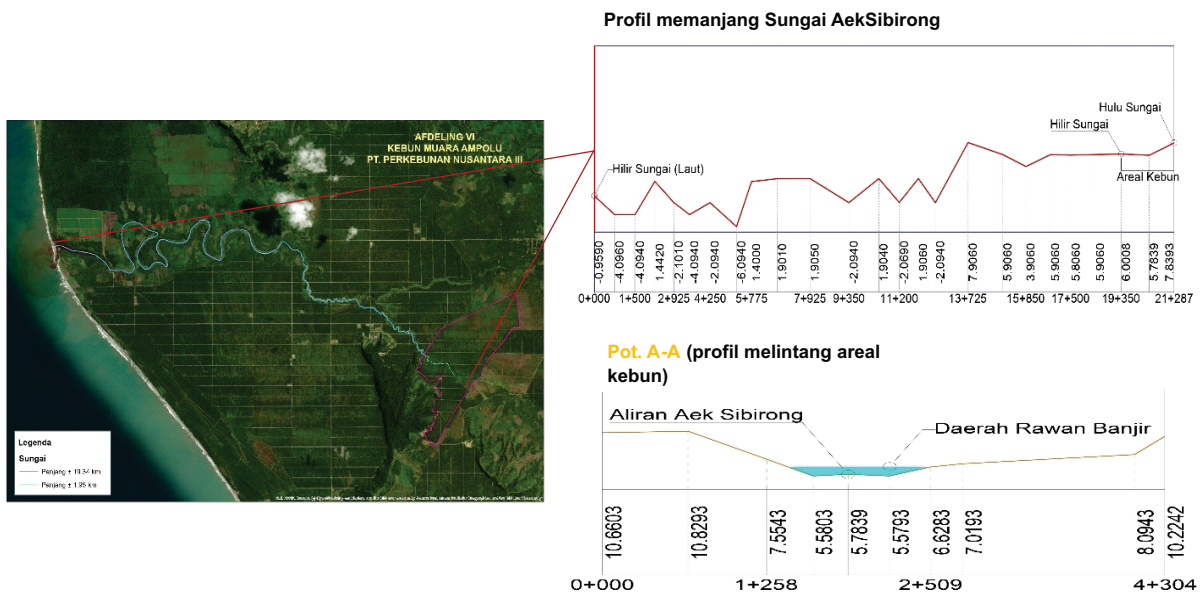 Profil memanjang Sungai AekSibirong
AFDELING VI
KEBUN MUARA AMPOLU
PT. PERKEBUNAN NUSANTARA III
Legenda
Sungai
Panjang ± 19,34 km
Panjang ± 1,95 km
Hilir Sungai (Laut)
Hulu Sungai
Hilir Sungai
Areal Kebun
-0.9590 -4.0960 -4.0940 1.4420 -2.1010 -4.0940 -2.0940 -6.0940 1.4000 1.9010 1.9050 -2.0940 1.9040 -2.0690 1.9060 -2.0940 7.9060 5.9060 3.9060 5.9060 5.8060 5.9060 6.0008 5.7839 7.8393
0+000 1+500 2+925 4+250 5+775 7+925 9+350 11+200 13+725 15+850 17+500 19+350 21+287
Pot. A-A (profil melintang areal
kebun)
Aliran Aek Sibirong
Daerah Rawan Banjir
10.6603 10.8293 7.5543 5.5803 5.7839 5.5793 6.6283 7.0193 8.0943 10.2242
0+000 1+258 2+509 4+304